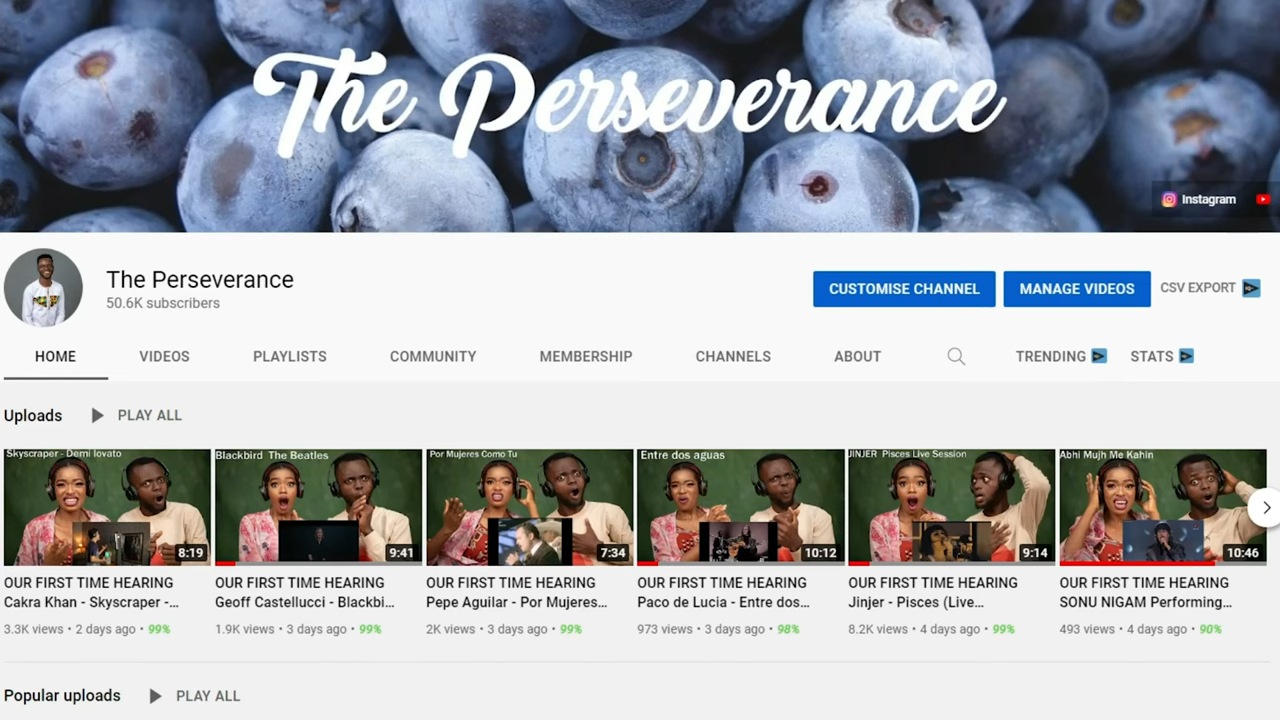 The Perseverance
Instagram
The Perseverance
50.6K subscribers
CUSTOMISE CHANNEL
MANAGE VIDEOS
CSV EXPORT
HOME
VIDEOS
PLAYLISTS
COMMUNITY
MEMBERSHIP
CHANNELS
ABOUT
TRENDING
STATS
Uploads
PLAY ALL
Skyscraper - Demi lovato
8:19
OUR FIRST TIME HEARING
Cakra Khan - Skyscraper -...
3.3K views • 2 days ago • 99%
Blackbird The Beatles
9:41
OUR FIRST TIME HEARING
Geoff Castellucci - Blackbi...
1.9K views • 3 days ago • 99%
Por Mujeres Como Tu
7:34
OUR FIRST TIME HEARING
Pepe Aguilar - Por Mujeres...
2K views • 3 days ago • 99%
Entre dos aguas
10:12
OUR FIRST TIME HEARING
Paco de Lucia - Entre dos...
973 views • 3 days ago • 98%
JINJER Pisces Live Session
9:14
OUR FIRST TIME HEARING
Jinjer - Pisces (Live...
8.2K views • 4 days ago • 99%
Abhi Mujh Me Kahin
10:46
OUR FIRST TIME HEARING
SONU NIGAM Performing...
493 views • 4 days ago • 90%
Popular uploads
PLAY ALL